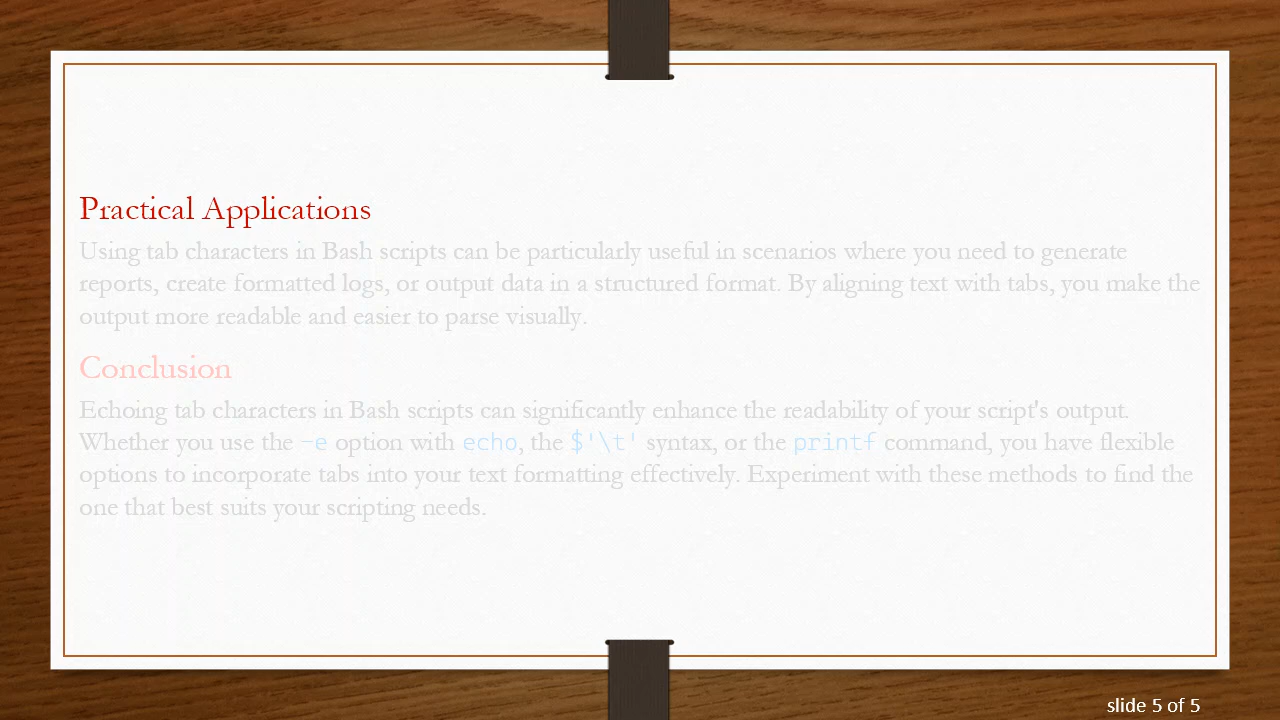 Practical Applications
Using tab characters in Bash scripts can be particularly useful in scenarios where you need to generate
reports, create formatted logs, or output data in a structured format. By aligning text with tabs, you make the
output more readable and easier to parse visually.
Conclusion
Echoing tab characters in Bash scripts can significantly enhance the readability of your script's output.
Whether you use the -e option with echo, the $'\t' syntax, or the printf command, you have flexible
options to incorporate tabs into your text formatting effectively. Experiment with these methods to find the
one that best suits your scripting needs.
slide 5 of 5